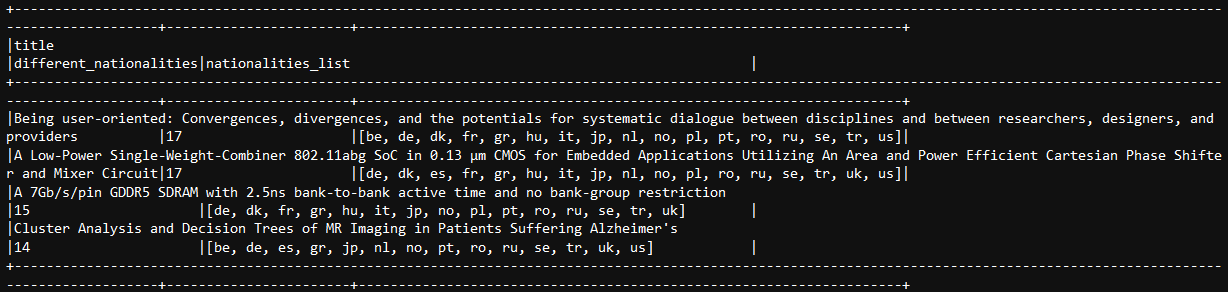 +------------------------------------------------------------------------------------------------------------------------------------------------------
-------------------+-----------------------+--------------------------------------------------------------------+
|title
|different_nationalities|nationalities_list                                                  |
+------------------------------------------------------------------------------------------------------------------------------------------------------
-------------------+-----------------------+--------------------------------------------------------------------+
|Being user-oriented: Convergences, divergences, and the potentials for systematic dialogue between disciplines and between researchers, designers, and
providers          |17                     |[be, de, dk, fr, gr, hu, it, jp, nl, no, pl, pt, ro, ru, se, tr, us]|
|A Low-Power Single-Weight-Combiner 802.11abg SoC in 0.13 µm CMOS for Embedded Applications Utilizing An Area and Power Efficient Cartesian Phase Shifte
r and Mixer Circuit|17                     |[de, dk, es, fr, gr, hu, it, jp, nl, no, pl, ro, ru, se, tr, uk, us]|
|A 7Gb/s/pin GDDR5 SDRAM with 2.5ns bank-to-bank active time and no bank-group restriction
|15                     |[de, dk, fr, gr, hu, it, jp, no, pl, pt, ro, ru, se, tr, uk]        |
|Cluster Analysis and Decision Trees of MR Imaging in Patients Suffering Alzheimer's
|14                     |[be, de, es, gr, jp, nl, no, pt, ro, ru, se, tr, uk, us]            |
+------------------------------------------------------------------------------------------------------------------------------------------------------
-------------------+-----------------------+--------------------------------------------------------------------+